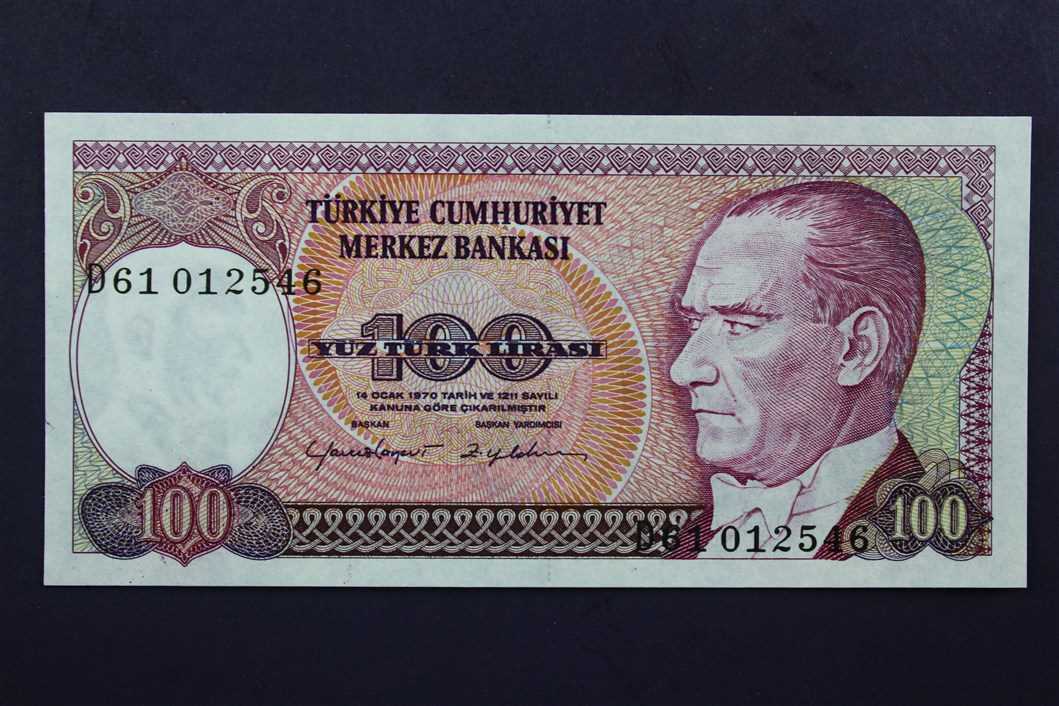 TÜRKİYE CUMHURİYET
MERKEZ BANKASI
D61 012546
100
YÜZ TÜRK LİRASI
14 OCAK 1970 TARİH VE 1211 SAYILI
KANUNA GÖRE ÇIKARILMIŞTIR
BAŞKAN BAŞKAN YARDIMCISI
100
D61 012546
100